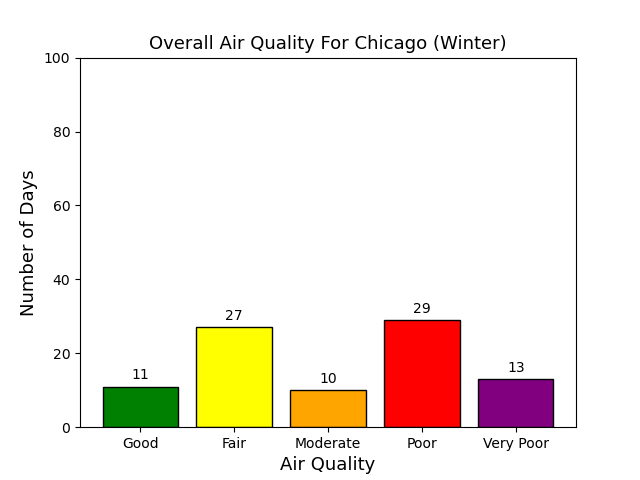 Overall Air Quality For Chicago (Winter)
100
80
60
40
20
0
Number of Days
11
27
10
29
13
Good
Fair
Moderate
Poor
Very Poor
Air Quality